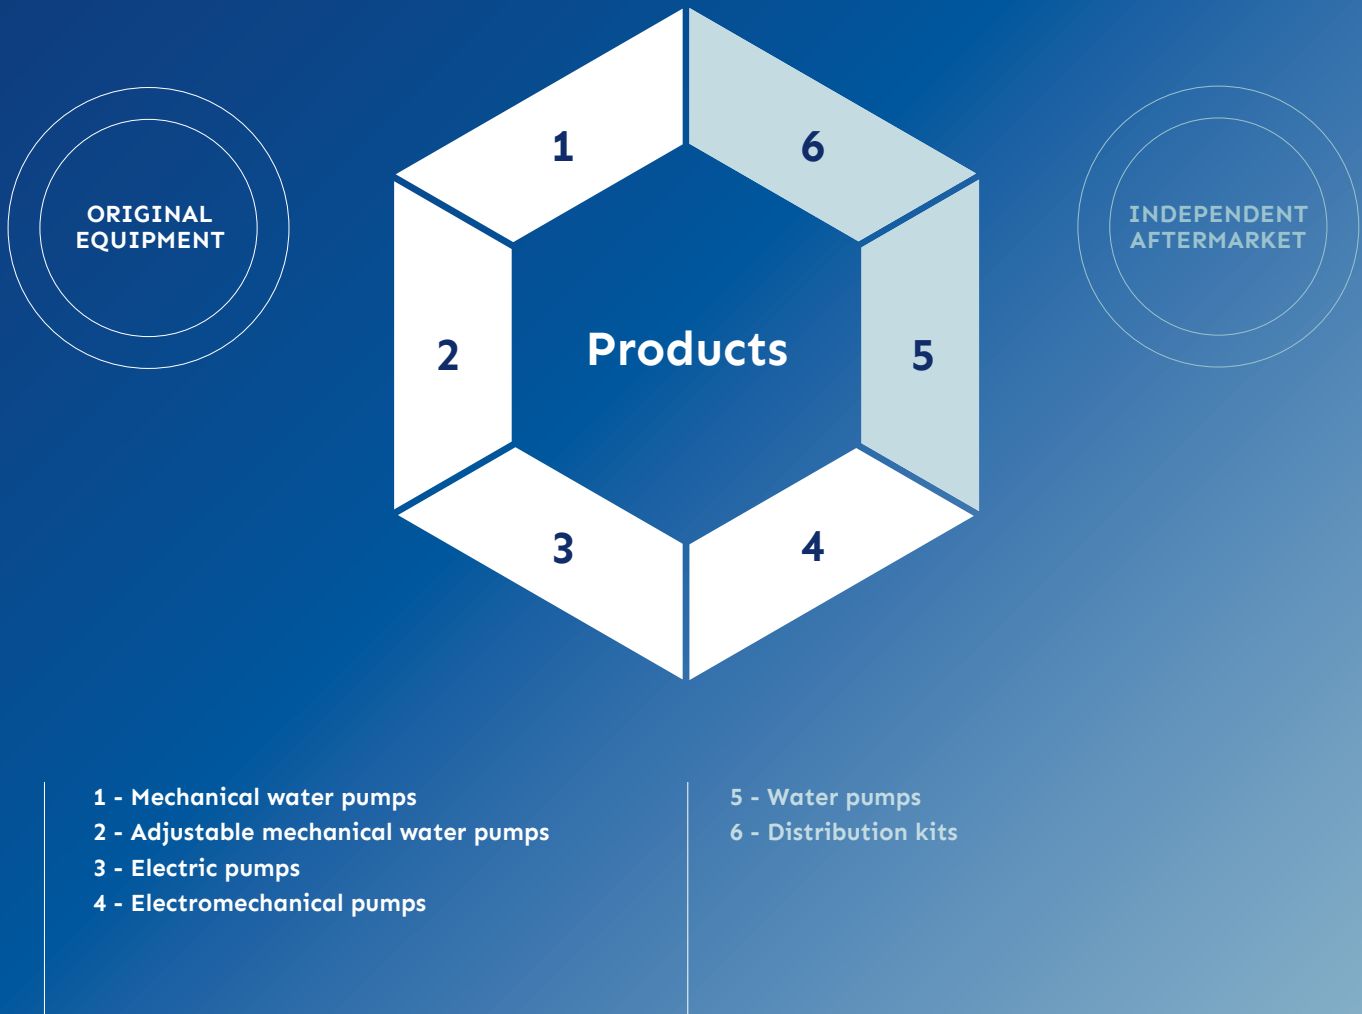 ORIGINAL
EQUIPMENT
INDEPENDENT
AFTERMARKET
1
6
2
Products
5
3
4
1 - Mechanical water pumps
2 - Adjustable mechanical water pumps
3 - Electric pumps
4 - Electromechanical pumps
5 - Water pumps
6 - Distribution kits